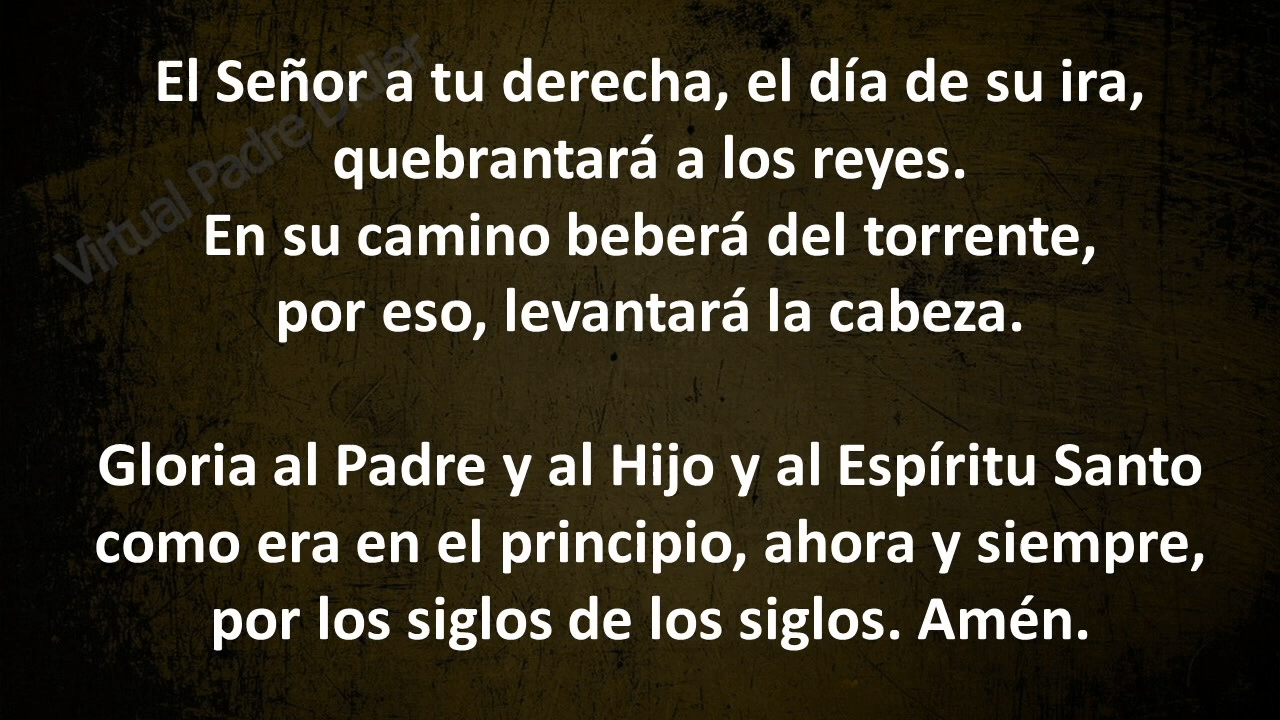 El Señor a tu derecha, el día de su ira,
quebrantará a los reyes.
En su camino beberá del torrente,
por eso, levantará la cabeza.
Gloria al Padre y al Hijo y al Espíritu Santo
como era en el principio, ahora y siempre,
por los siglos de los siglos. Amén.
Virtual Padre Didier